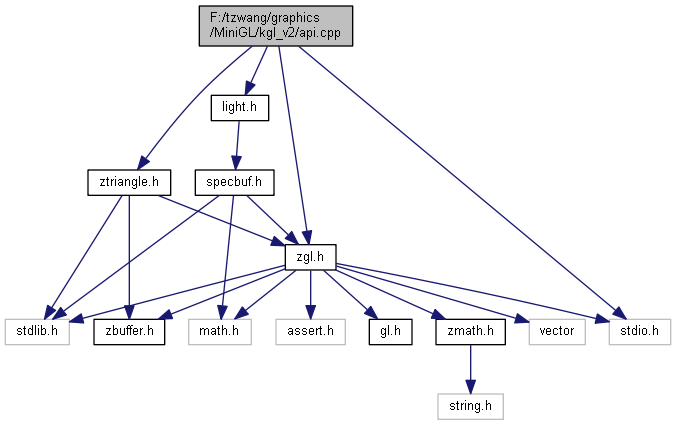 F:/tzwang/graphics
/MiniGL/kgl_v2/api.cpp
light.h
ztriangle.h
specbuf.h
zgl.h
stdlib.h
zbuffer.h
math.h
assert.h
gl.h
zmath.h
vector
stdio.h
string.h